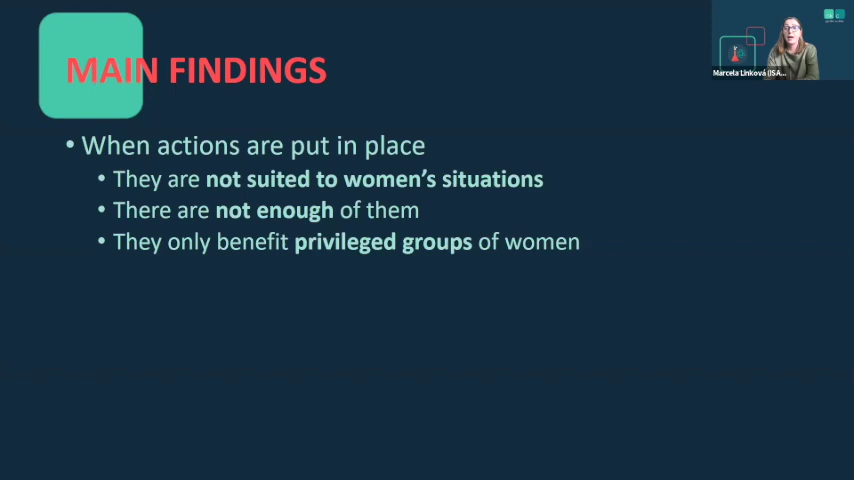 MAIN FINDINGS
• When actions are put in place
• They are not suited to women's situations
• There are not enough of them
• They only benefit privileged groups of women
Marcela Linková (ISA...